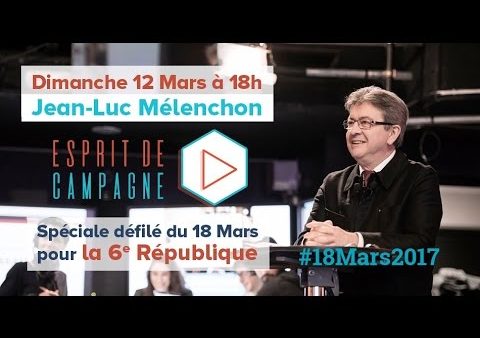 Dimanche 12 Mars à 18h
Jean-Luc Mélenchon
ESPRIT DE
CAMPAGNE
Spéciale défilé du 18 Mars
pour la 6e République
#18Mars2017